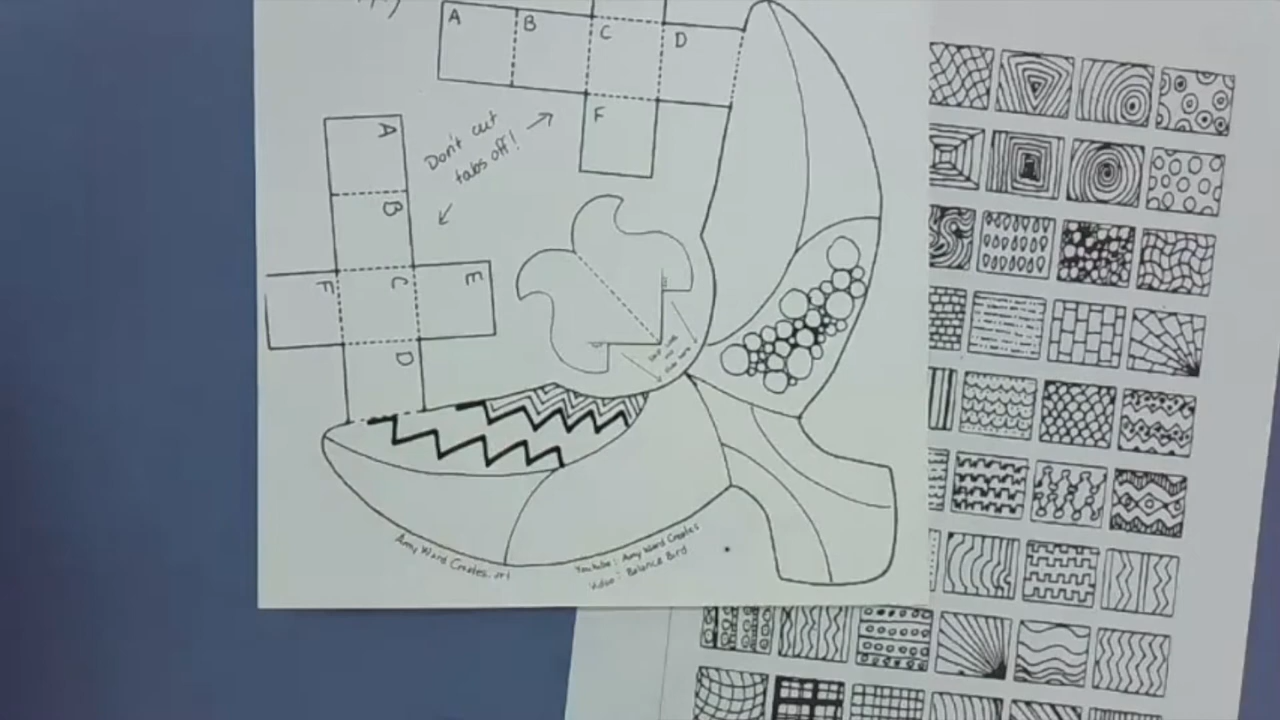 A
B
C
D
F
Don't cut
tabs off!
A
B
C
D
E
F
Amy Ward Creates.art
Youtube: Amy Ward Creates
Video: Balance Bird